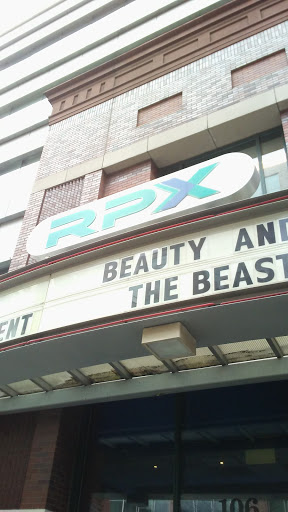 RPX
BEAUTY AND
THE BEAST
ENT
106